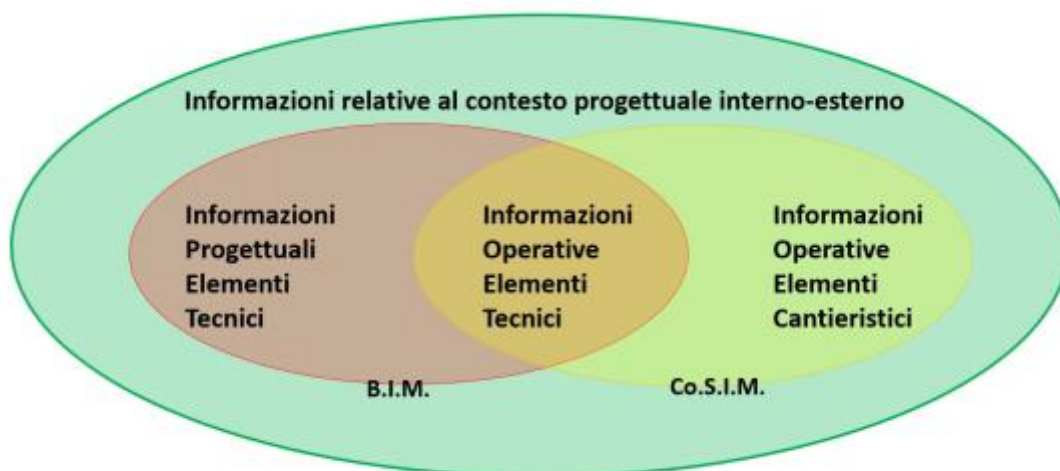 Informazioni relative al contesto progettuale interno-esterno
Informazioni
Progettuali
Elementi
Tecnici
Informazioni
Operative
Elementi
Tecnici
Informazioni
Operative
Elementi
Cantieristici
B.I.M.
Co.S.I.M.